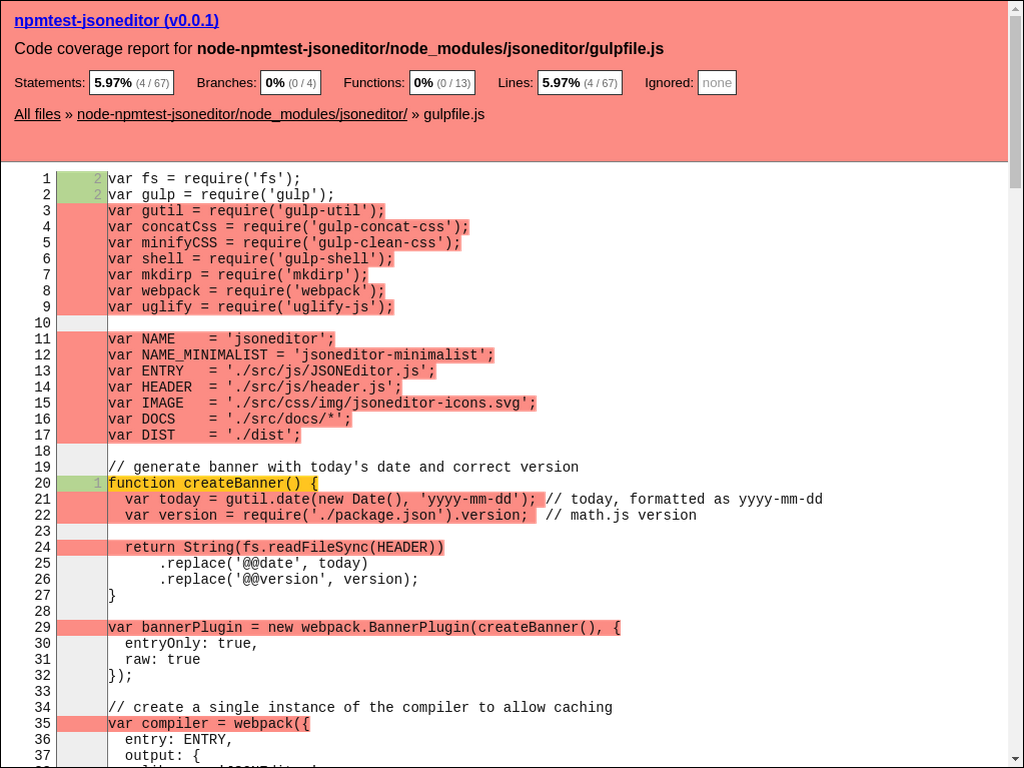 npmtest-jsoneditor (v0.0.1)
Code coverage report for node-npmtest-jsoneditor/node_modules/jsoneditor/gulpfile.js
Statements: 5.97% (4 / 67) Branches: 0% (0 / 4) Functions: 0% (0 / 13) Lines: 5.97% (4 / 67) Ignored: none
All files » node-npmtest-jsoneditor/node_modules/jsoneditor/ » gulpfile.js
1 2 var fs = require('fs');
2 2 var gulp = require('gulp');
3 var gutil = require('gulp-util');
4 var concatCss = require('gulp-concat-css');
5 var minifyCSS = require('gulp-clean-css');
6 var shell = require('gulp-shell');
7 var mkdirp = require('mkdirp');
8 var webpack = require('webpack');
9 var uglify = require('uglify-js');
10
11 var NAME    = 'jsoneditor';
12 var NAME_MINIMALIST = 'jsoneditor-minimalist';
13 var ENTRY   = './src/js/JSONEditor.js';
14 var HEADER  = './src/js/header.js';
15 var IMAGE   = './src/css/img/jsoneditor-icons.svg';
16 var DOCS    = './src/docs/*';
17 var DIST    = './dist';
18
19 // generate banner with today's date and correct version
20 1 function createBanner() {
21   var today = gutil.date(new Date(), 'yyyy-mm-dd'); // today, formatted as yyyy-mm-dd
22   var version = require('./package.json').version;  // math.js version
23
24   return String(fs.readFileSync(HEADER))
25       .replace('@@date', today)
26       .replace('@@version', version);
27 }
28
29 var bannerPlugin = new webpack.BannerPlugin(createBanner(), {
30   entryOnly: true,
31   raw: true
32 });
33
34 // create a single instance of the compiler to allow caching
35 var compiler = webpack({
36   entry: ENTRY,
37   output: {